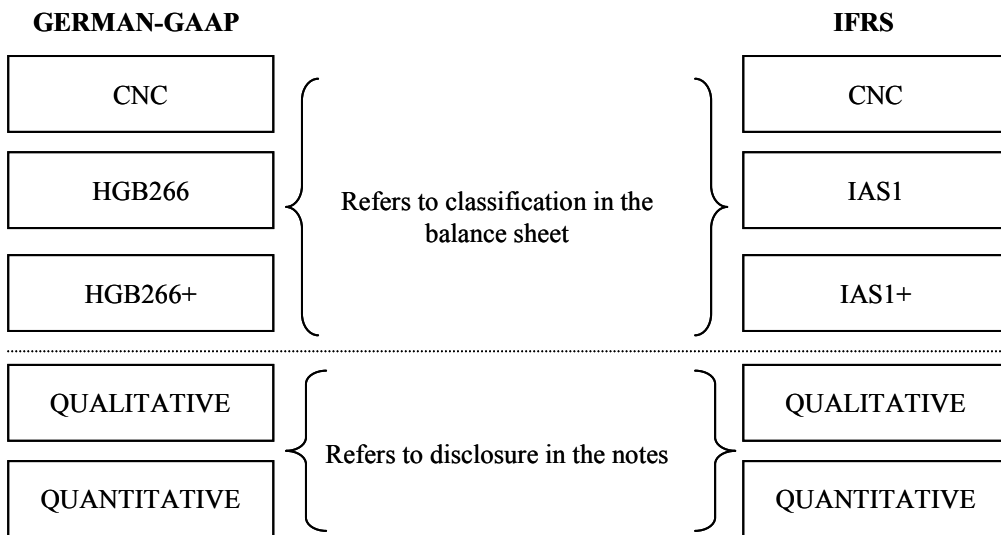 GERMAN-GAAP
IFRS
CNC
CNC
HGB266
IAS1
Refers to classification in the
balance sheet
HGB266+
IAS1+
QUALITATIVE
QUALITATIVE
Refers to disclosure in the notes
QUANTITATIVE
QUANTITATIVE